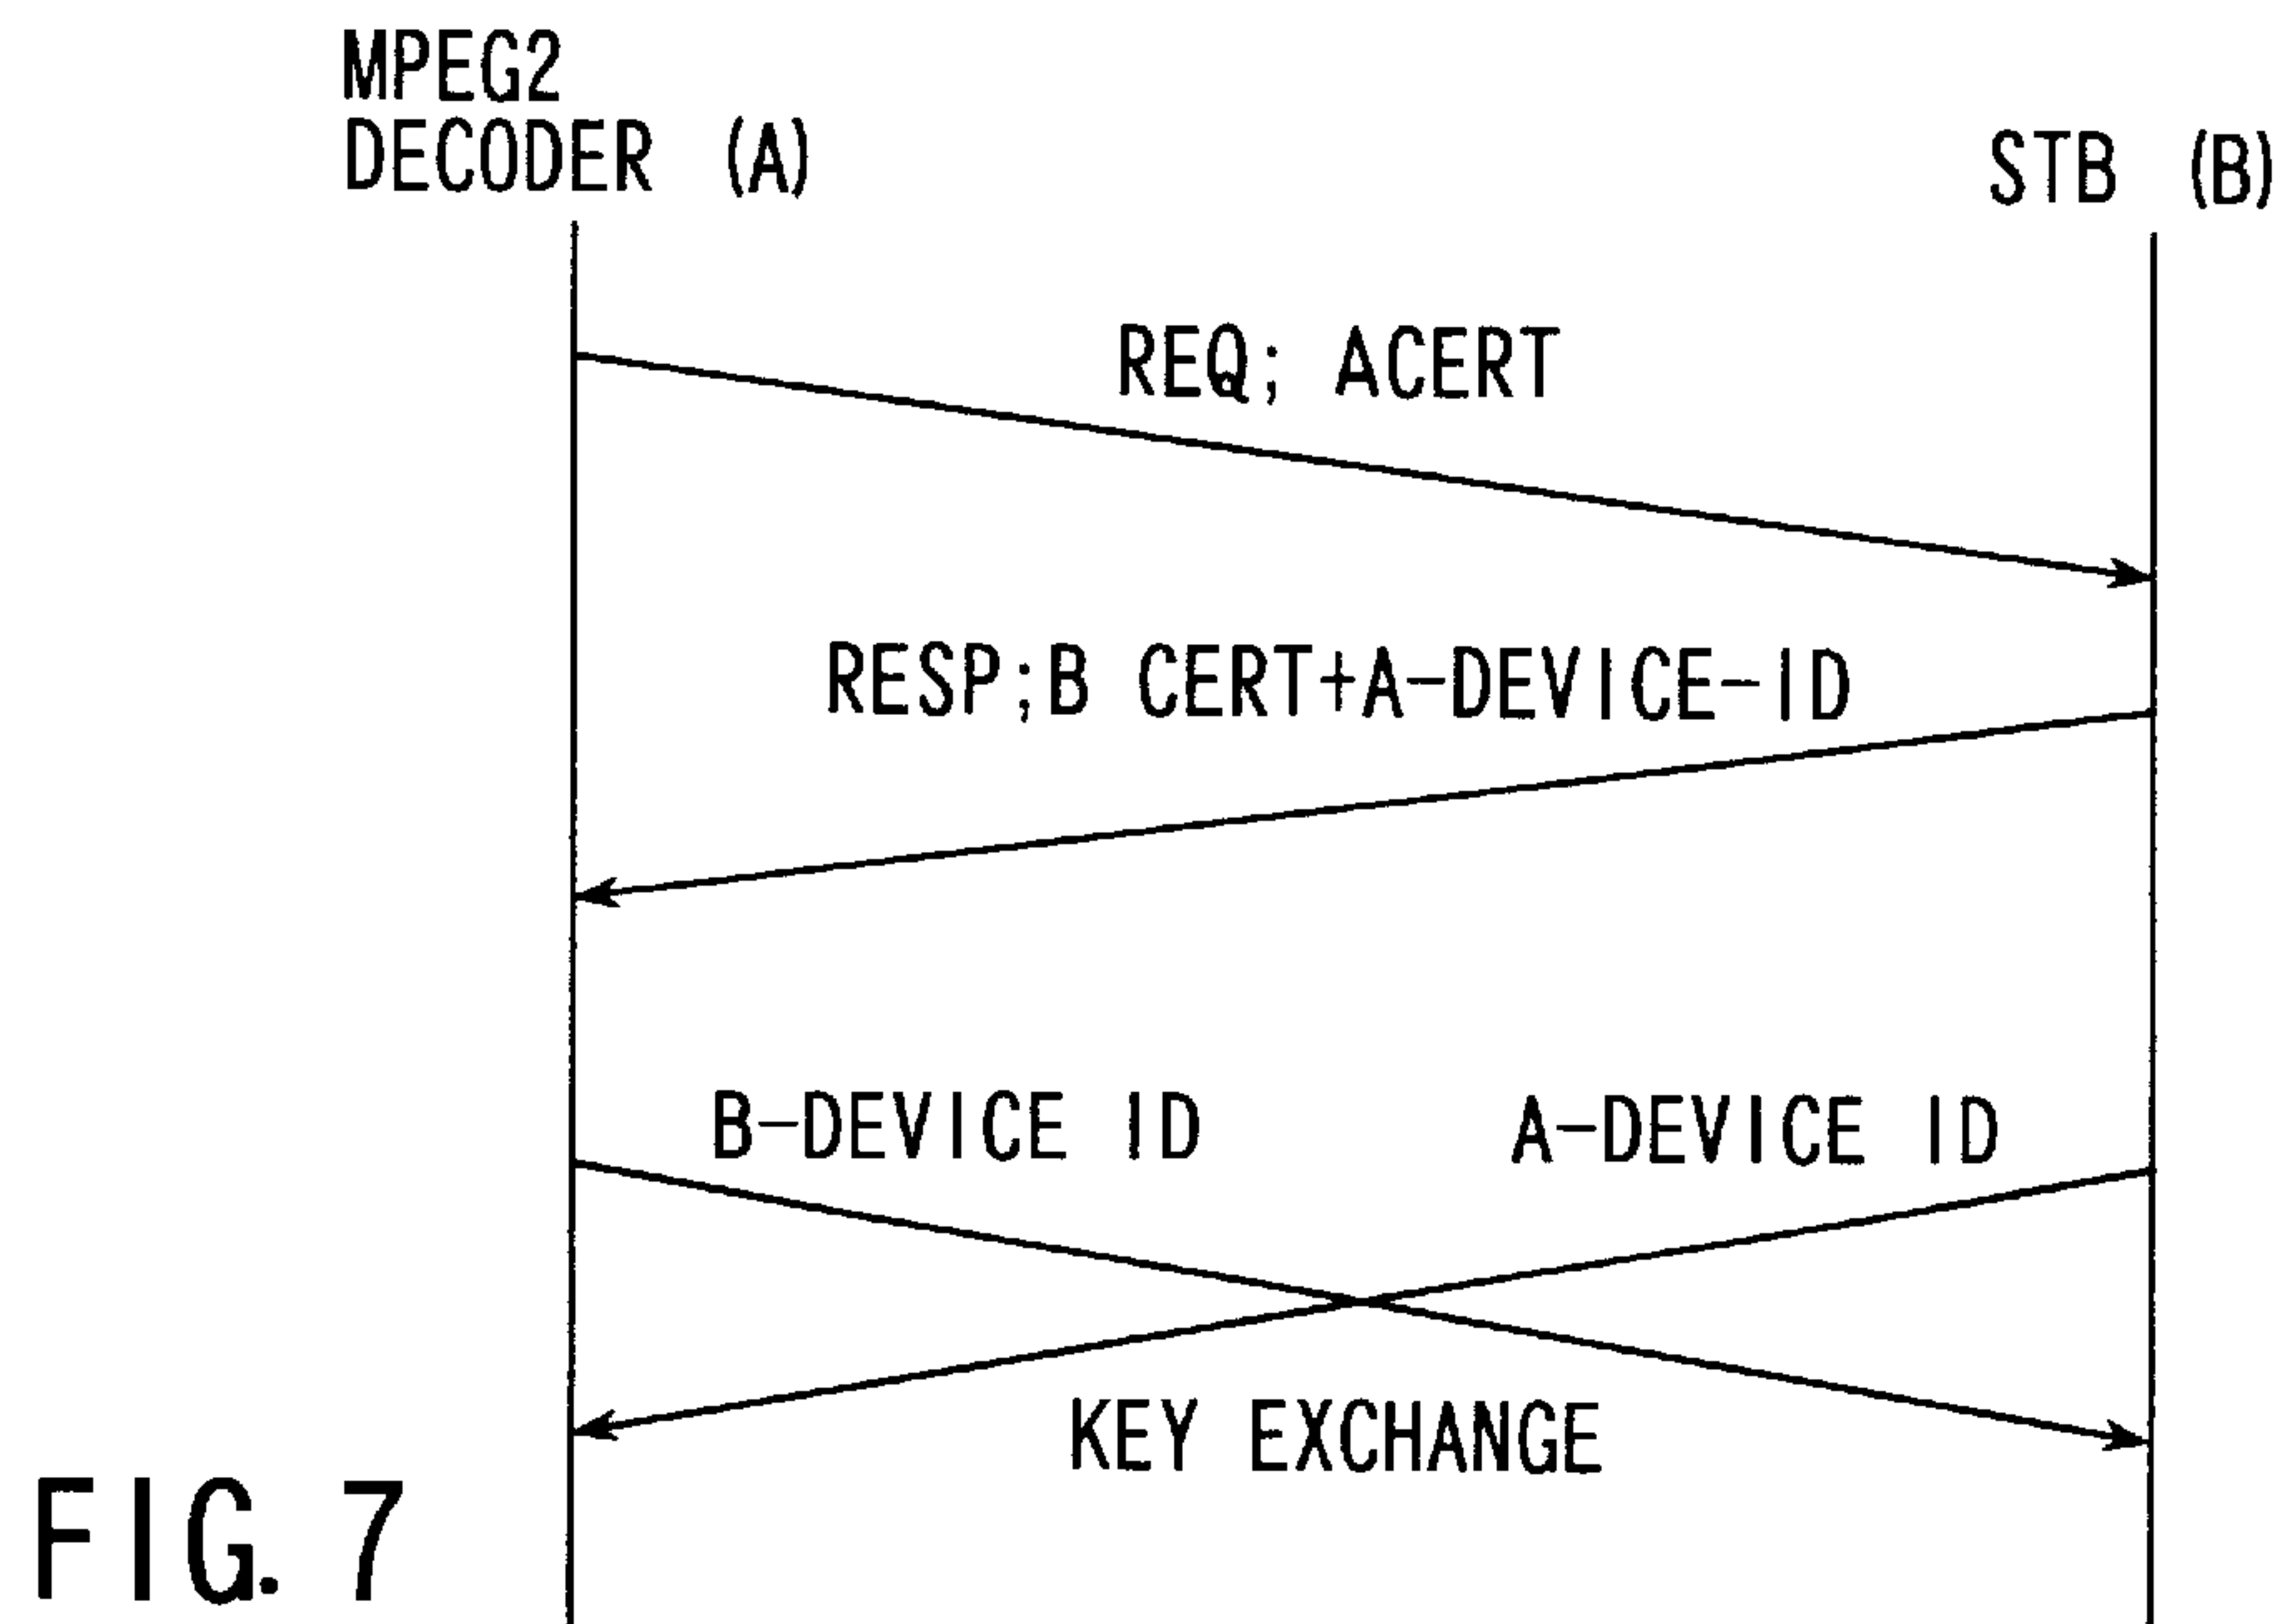 MPEG2
DECODER (A)
STB (B)
REQ; ACERT
RESP;B CERT+A-DEVICE-ID
B-DEVICE ID
A-DEVICE ID
KEY EXCHANGE
FIG. 7